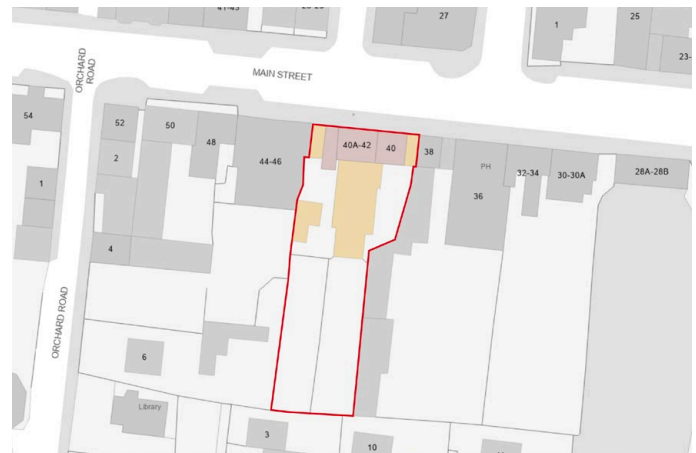 27
1
25
23-
ORCHARD
ROAD
MAIN STREET
54
52
50
48
44-46
40A-42
40
38
PH
36
32-34
30-30A
28A-28B
2
1
4
ORCHARD ROAD
6
Library
3
10